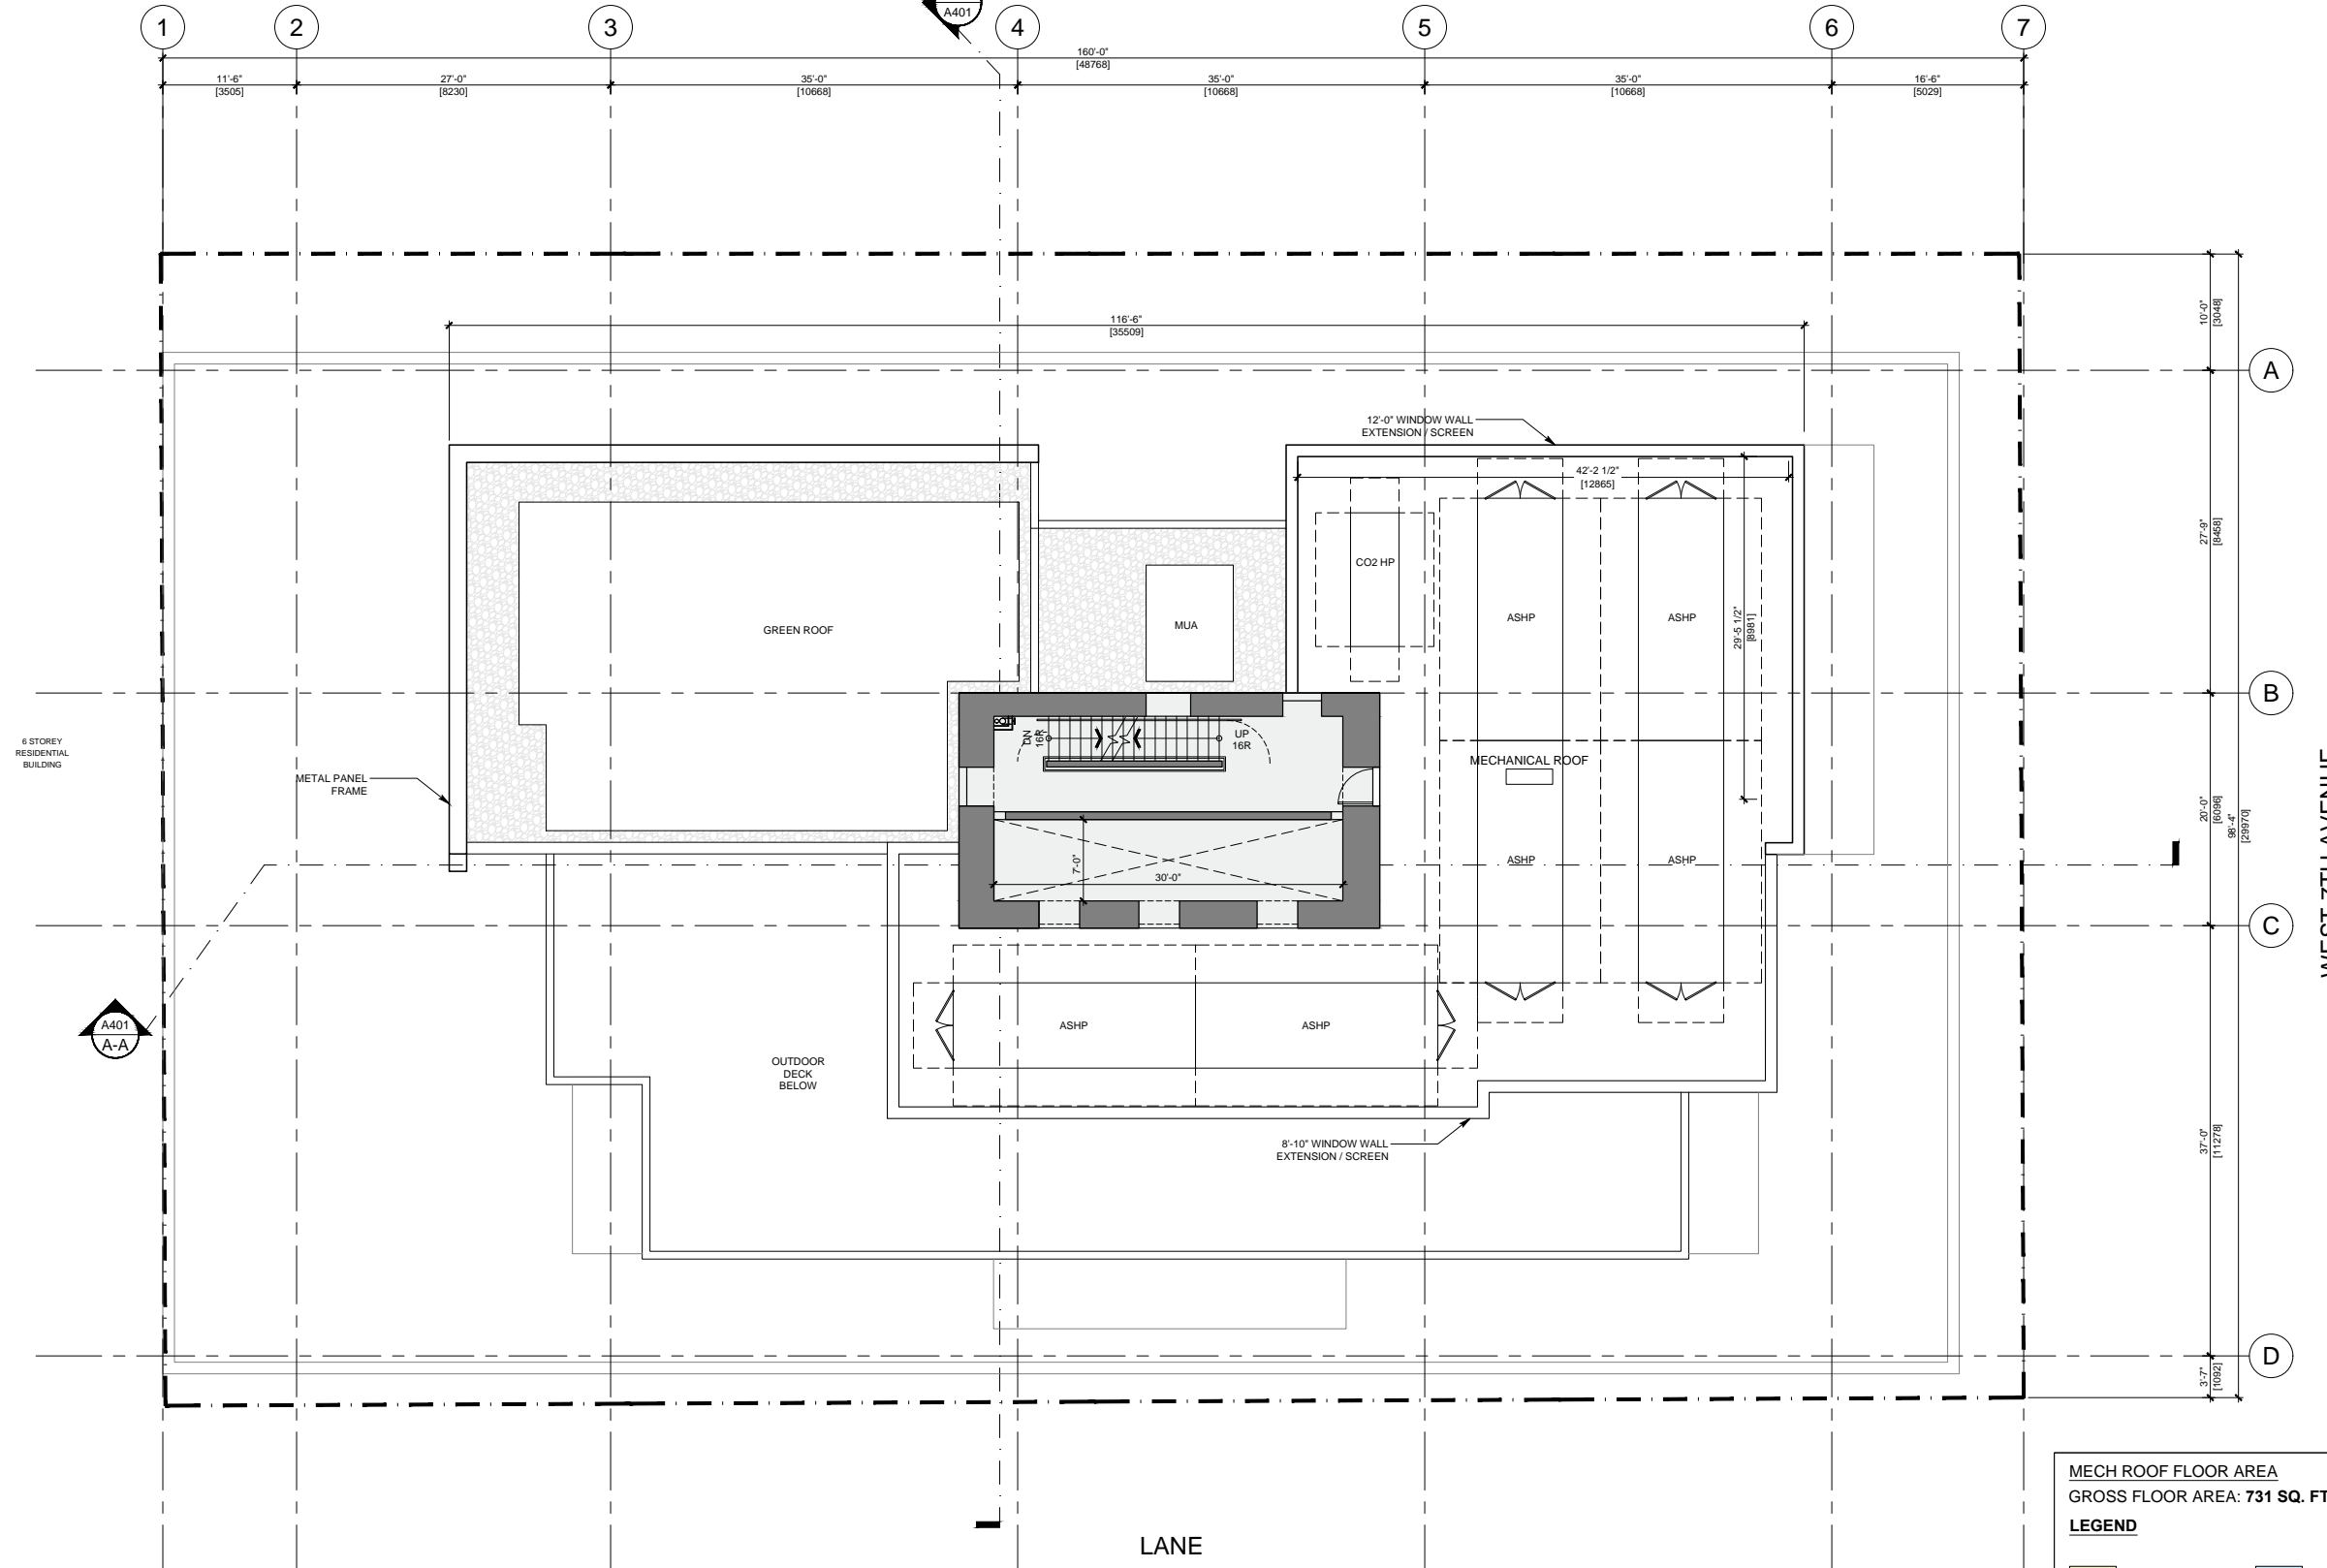 1
2
3
4
5
6
7
A401
160'-0"
[48768]
11'-6"
[3505]
27'-0"
[8230]
35'-0"
[10668]
35'-0"
[10668]
35'-0"
[10668]
16'-6"
[5029]
10'-0"
[3048]
116'-6"
[35509]
A
12'-0" WINDOW WALL
EXTENSION / SCREEN
42'-2 1/2"
[12865]
27'-9"
[8458]
CO2 HP
GREEN ROOF
MUA
ASHP
ASHP
29'-5 1/2"
[8981]
B
6 STOREY
RESIDENTIAL
BUILDING
DN
16R
UP
16R
MECHANICAL ROOF
METAL PANEL
FRAME
20'-0"
[6096]
98'-4"
[29970]
7'-0"
30'-0"
ASHP
ASHP
C
A401
A-A
ASHP
ASHP
OUTDOOR
DECK
BELOW
8'-10" WINDOW WALL
EXTENSION / SCREEN
37'-0"
[11278]
D
3'-7"
[1092]
MECH ROOF FLOOR AREA
GROSS FLOOR AREA: 731 SQ. FT
LEGEND
LANE